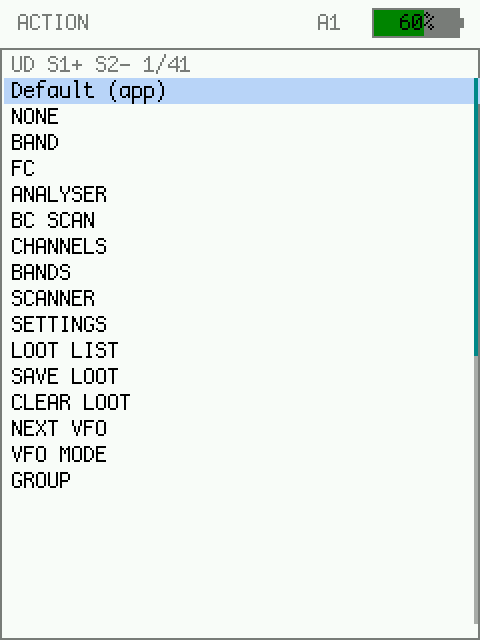 ACTION A1 60%
UD S1+ S2- 1/41
Default (app)
NONE
BAND
FC
ANALYSER
BC SCAN
CHANNELS
BANDS
SCANNER
SETTINGS
LOOT LIST
SAVE LOOT
CLEAR LOOT
NEXT VFO
VFO MODE
GROUP